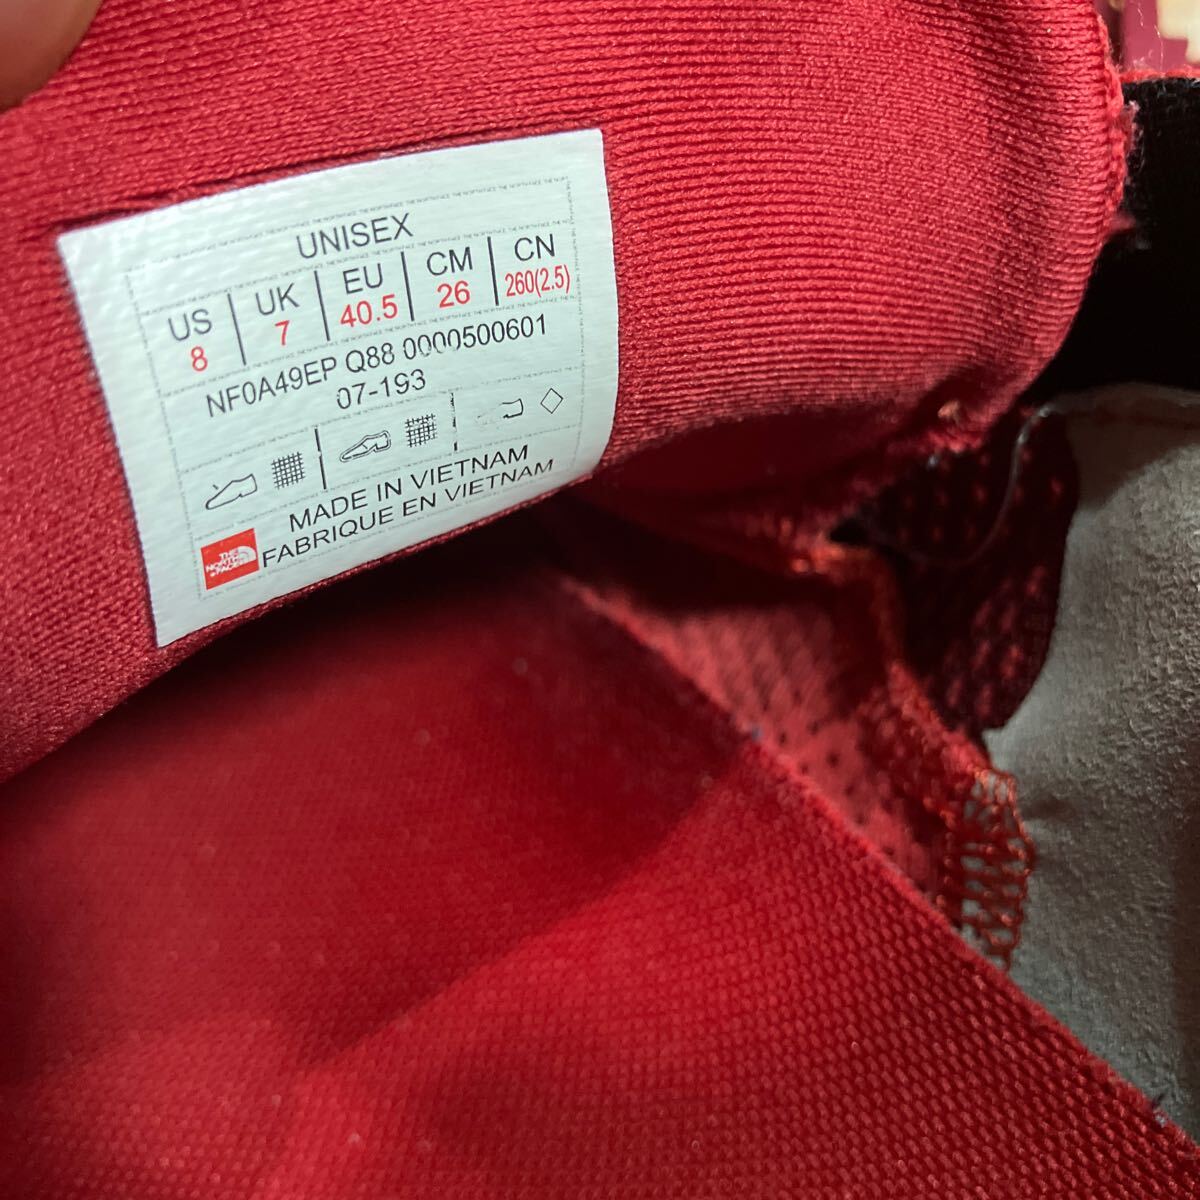 UNISEX
US UK EU CM CN
8 7 40.5 26 260(2.5)
NF0A49EP Q88 0000500601
07-193
MADE IN VIETNAM
FABRIQUE EN VIETNAM
THE
NORTH
FACE